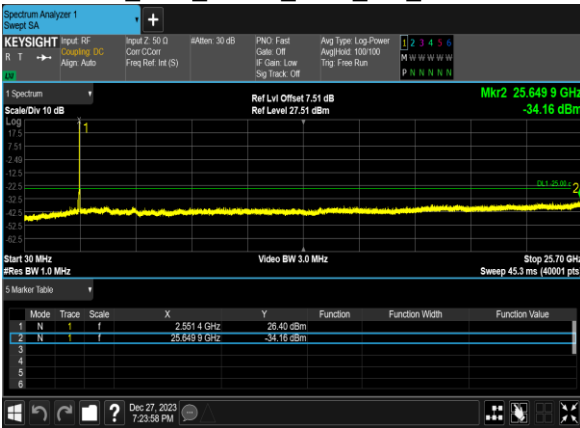 Spectrum Analyzer 1
Swept SA
+
KEYSIGHT Input: RF Input Z: 50 Ω #Atten: 30 dB PNO: Fast Avg Type: Log-Power 1 2 3 4 5 6
R T Coupling: DC Corr CCorr Gate: Off Avg|Hold: 100/100 M W W W W W
Align: Auto Freq Ref: Int (S) IF Gain: Low Trig: Free Run
Sig Track: Off P N N N N N
LV
1 Spectrum Ref Lvl Offset 7.51 dB Mkr2 25.649 9 GHz
Scale/Div 10 dB Ref Level 27.51 dBm -34.16 dBm
Log
17.5
7.51
-2.49
-12.5
-22.5
-32.5
-42.5
-52.5
-62.5
1
DL1 -25.00
2
Start 30 MHz Video BW 3.0 MHz Stop 25.70 GHz
#Res BW 1.0 MHz Sweep 45.3 ms (40001 pts
5 Marker Table
Mode Trace Scale X Y Function Function Width Function Value
1 N 1 f 2.551 4 GHz 26.40 dBm
2 N 1 f 25.649 9 GHz -34.16 dBm
3
4
5
6
? Dec 27, 2023
7:23:58 PM